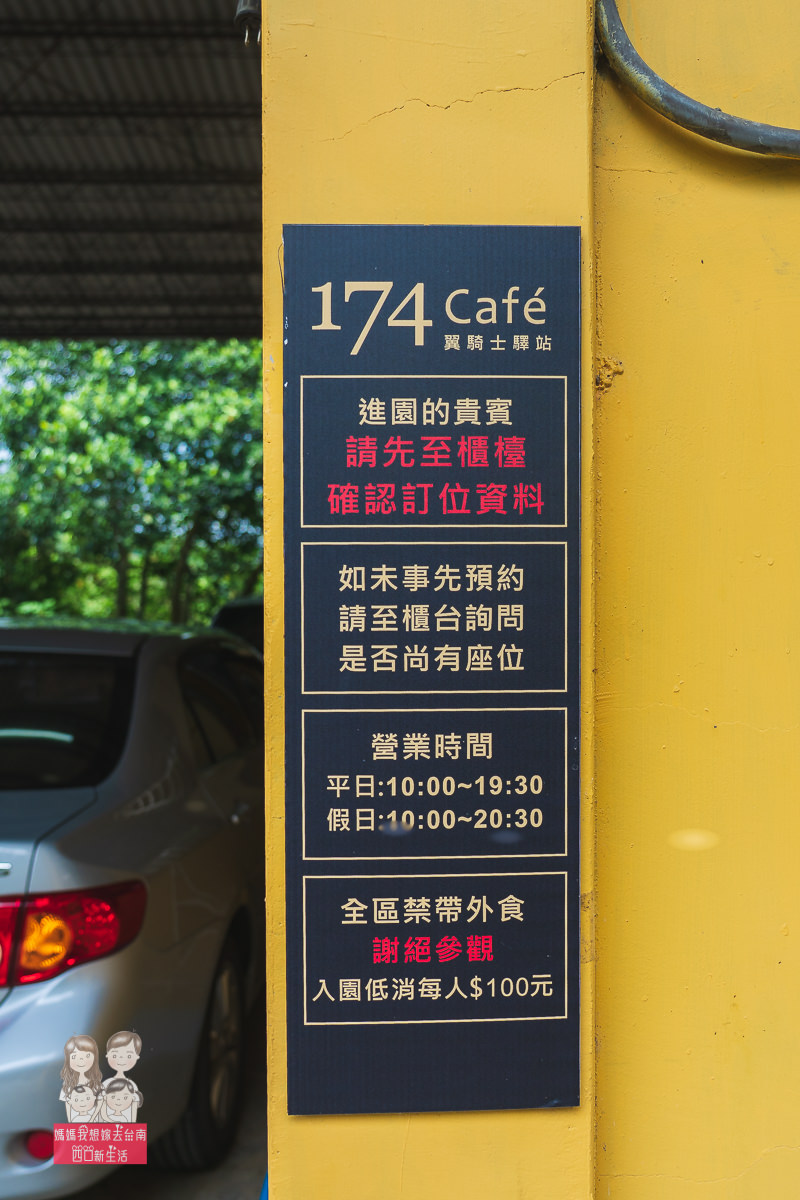 174 Café
翼騎士驛站
進園的貴賓
請先至櫃檯
確認訂位資料
如未事先預約
請至櫃台詢問
是否尚有座位
營業時間
平日:10:00~19:30
假日:10:00~20:30
全區禁帶外食
謝絕參觀
入園低消每人$100元
媽媽我想嫁去台南
四口新生活